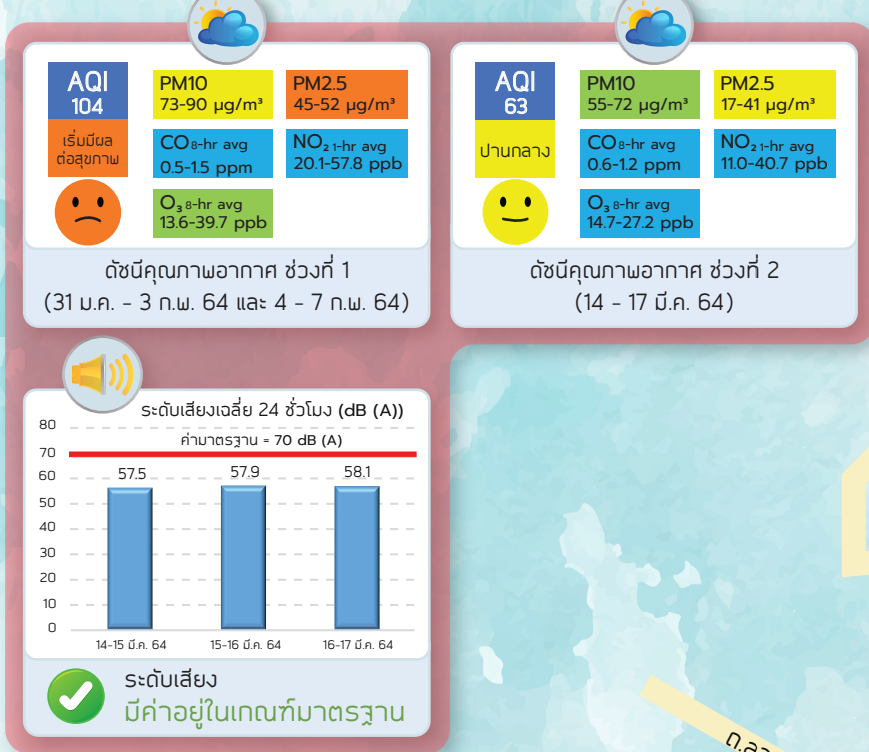 AQI
104
เริ่มมีผล
ต่อสุขภาพ
PM10
73-90 µg/m³
PM2.5
45-52 µg/m³
CO 8-hr avg
0.5-1.5 ppm
NO₂ 1-hr avg
20.1-57.8 ppb
O₃ 8-hr avg
13.6-39.7 ppb
ดัชนีคุณภาพอากาศ ช่วงที่ 1
(31 ม.ค. - 3 ก.พ. 64 และ 4 - 7 ก.พ. 64)
AQI
63
ปานกลาง
PM10
55-72 µg/m³
PM2.5
17-41 µg/m³
CO 8-hr avg
0.6-1.2 ppm
NO₂ 1-hr avg
11.0-40.7 ppb
O₃ 8-hr avg
14.7-27.2 ppb
ดัชนีคุณภาพอากาศ ช่วงที่ 2
(14 - 17 มี.ค. 64)
ระดับเสียงเฉลี่ย 24 ชั่วโมง (dB (A))
ค่ามาตรฐาน = 70 dB (A)
80
70
60
50
40
30
20
10
0
57.5
57.9
58.1
14-15 มี.ค. 64
15-16 มี.ค. 64
16-17 มี.ค. 64
ระดับเสียง
มีค่าอยู่ในเกณฑ์มาตรฐาน